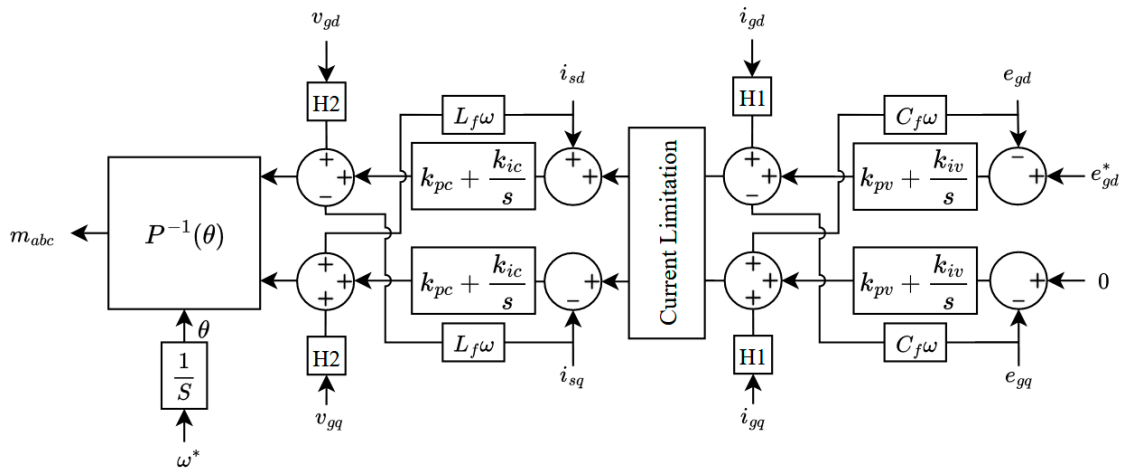 v_gd
i_gd
i_sd
e_gd
H2
H1
L_fω
C_fω
+
+
−
k_pc + k_ic/s
+
+
+
+
−
k_pv + k_iv/s
−
+
e*_gd
m_abc
P⁻¹(θ)
Current Limitation
+
+
+
k_pc + k_ic/s
+
−
+
+
+
k_pv + k_iv/s
+
−
0
θ
1/S
H2
L_fω
H1
C_fω
i_sq
e_gq
v_gq
i_gq
ω*